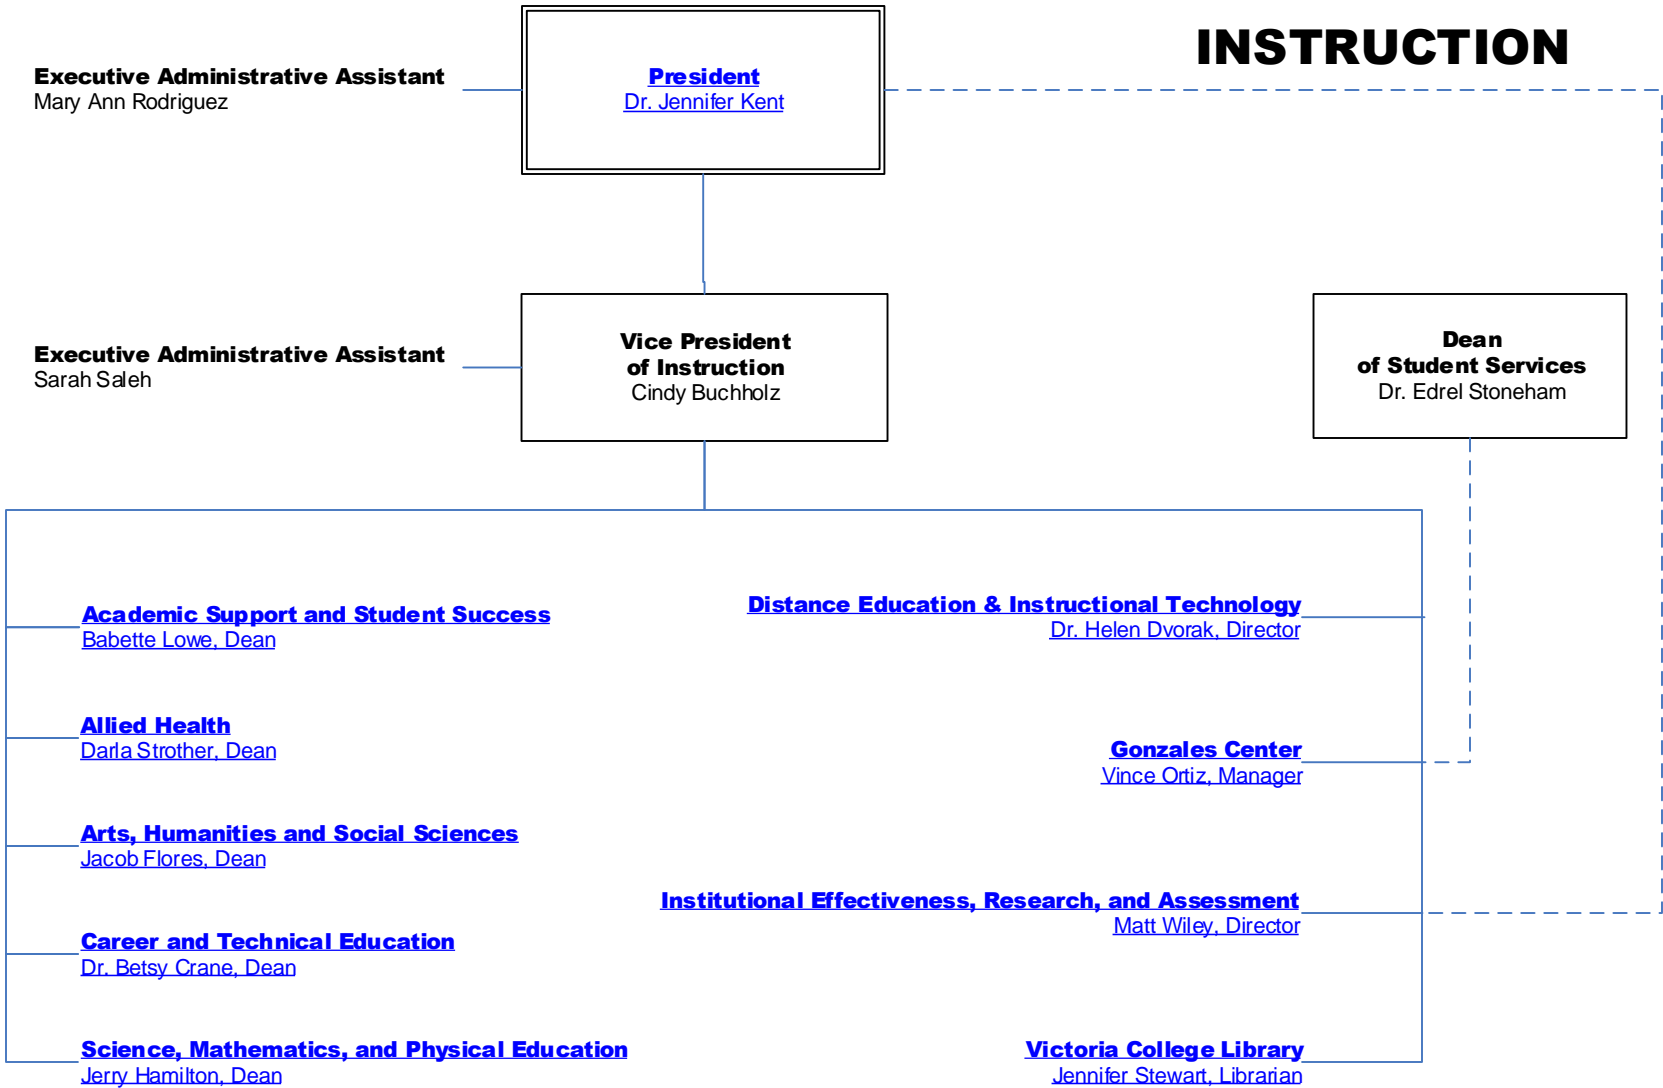 INSTRUCTION
Executive Administrative Assistant
Mary Ann Rodriguez
President
Dr. Jennifer Kent
Executive Administrative Assistant
Sarah Saleh
Vice President
of Instruction
Cindy Buchholz
Dean
of Student Services
Dr. Edrel Stoneham
Academic Support and Student Success
Babette Lowe, Dean
Allied Health
Darla Strother, Dean
Arts, Humanities and Social Sciences
Jacob Flores, Dean
Career and Technical Education
Dr. Betsy Crane, Dean
Science, Mathematics, and Physical Education
Jerry Hamilton, Dean
Distance Education & Instructional Technology
Dr. Helen Dvorak, Director
Gonzales Center
Vince Ortiz, Manager
Institutional Effectiveness, Research, and Assessment
Matt Wiley, Director
Victoria College Library
Jennifer Stewart, Librarian